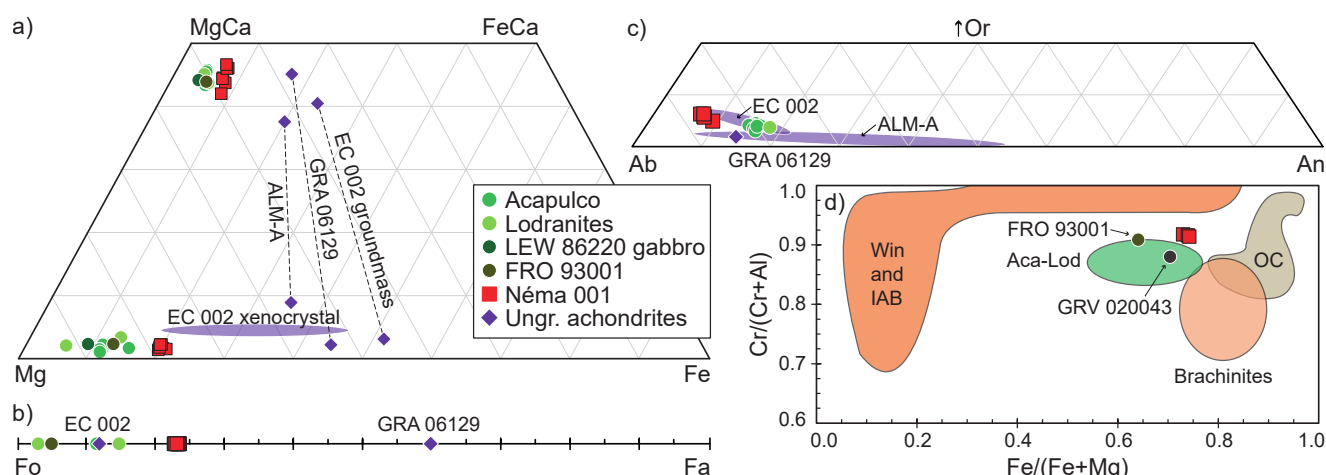 a)
MgCa
FeCa
ALM-A
GRA 06129
EC 002 groundmass
EC 002 xenocrystal
Mg
Fe
Acapulco
Lodranites
LEW 86220 gabbro
FRO 93001
Néma 001
Ungr. achondrites
b)
EC 002
GRA 06129
Fo
Fa
c)
↑Or
EC 002
ALM-A
GRA 06129
Ab
An
d)
Cr/(Cr+Al)
1.0
0.9
0.8
0.7
0.6
Win
and
IAB
FRO 93001
Aca-Lod
GRV 020043
OC
Brachinites
0.0
0.2
0.4
0.6
0.8
1.0
Fe/(Fe+Mg)